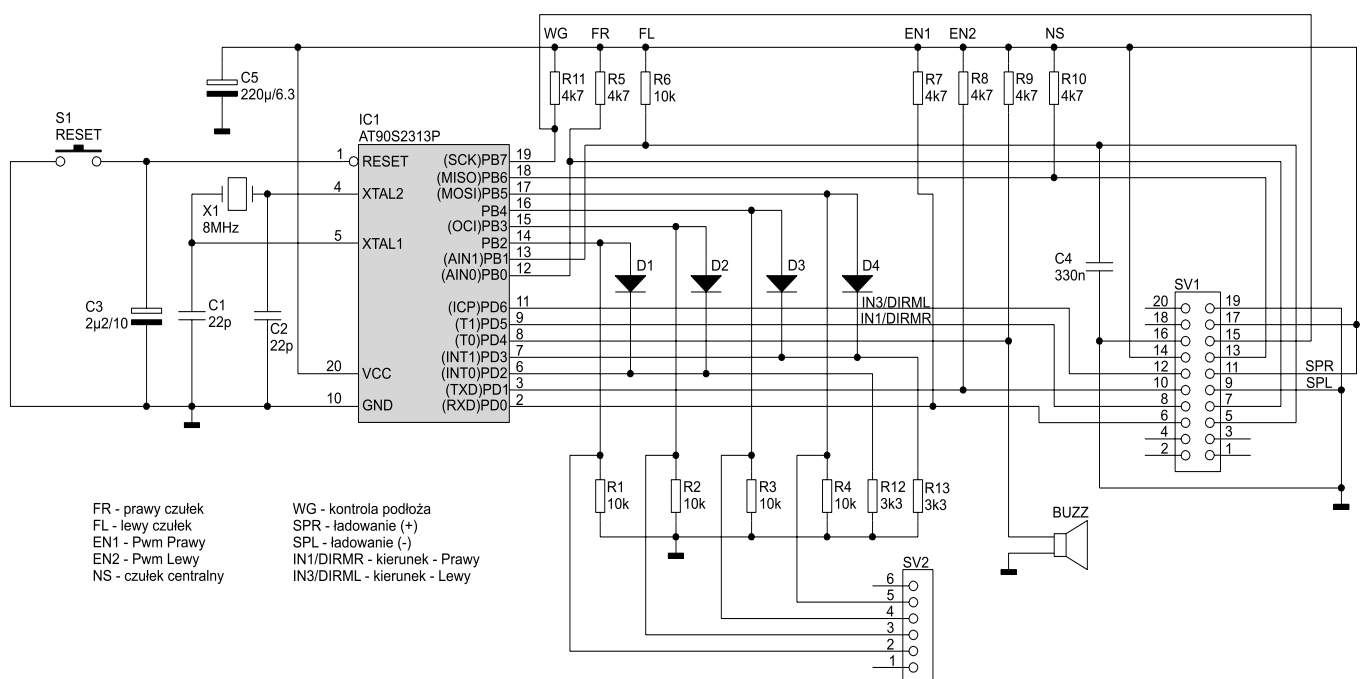 WG FR FL EN1 EN2 NS
C5
220µ/6.3
R11
4k7
R5
4k7
R6
10k
R7
4k7
R8
4k7
R9
4k7
R10
4k7
S1
RESET
IC1
AT90S2313P
1 RESET (SCK)PB7 19
(MISO)PB6 18
4 XTAL2 (MOSI)PB5 17
PB4 16
(OCI)PB3 15
5 XTAL1 PB2 14
(AIN1)PB1 13
(AIN0)PB0 12
(ICP)PD6 11
(T1)PD5 9
(T0)PD4 8
(INT1)PD3 7
20 VCC (INT0)PD2 6
(TXD)PD1 3
10 GND (RXD)PD0 2
X1
8MHz
C3
2µ2/10
C1
22p
C2
22p
D1 D2 D3 D4
IN3/DIRML
IN1/DIRMR
C4
330n
SV1
20 19
18 17
16 15
14 13
12 11 SPR
10 9 SPL
8 7
6 5
4 3
2 1
R1
10k
R2
10k
R3
10k
R4
10k
R12
3k3
R13
3k3
BUZZ
SV2
6
5
4
3
2
1
FR - prawy czułek
FL - lewy czułek
EN1 - Pwm Prawy
EN2 - Pwm Lewy
NS - czułek centralny
WG - kontrola podłoża
SPR - ładowanie (+)
SPL - ładowanie (-)
IN1/DIRMR - kierunek - Prawy
IN3/DIRML - kierunek - Lewy